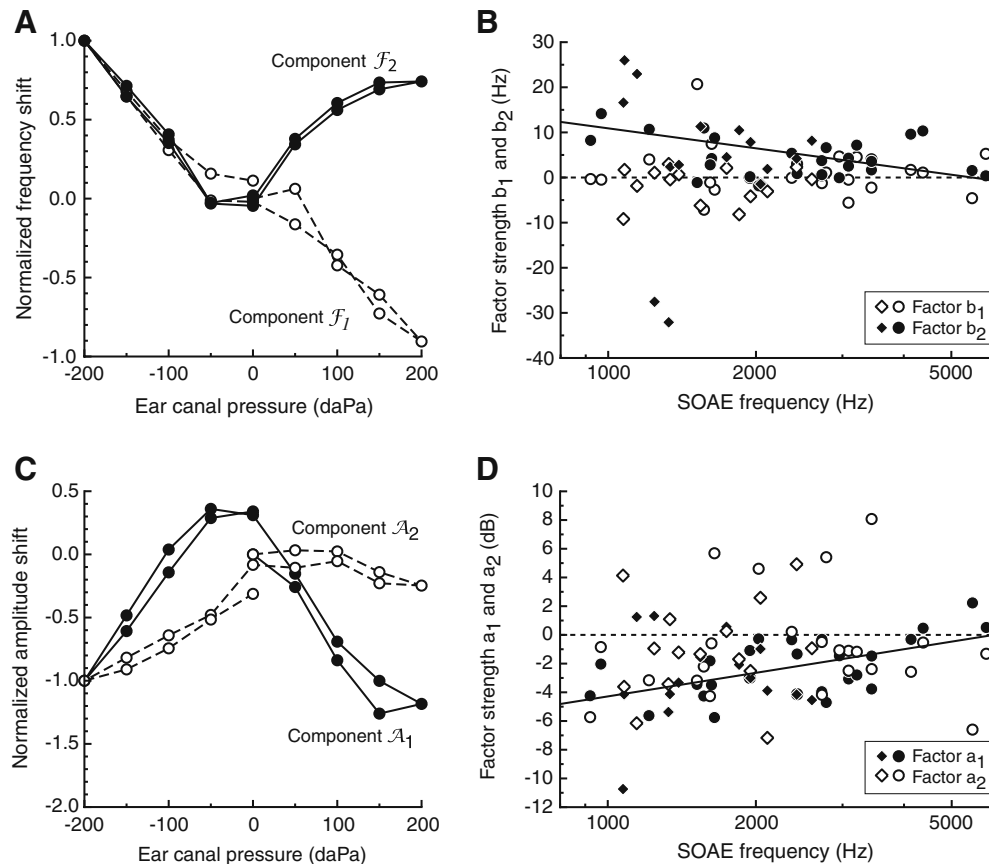 A
1.0
0.5
0.0
-0.5
-1.0
-200
-100
0
100
200
Normalized frequency shift
Ear canal pressure (daPa)
Component F2
Component F1
B
30
20
10
0
-10
-20
-30
-40
1000
2000
5000
Factor strength b1 and b2 (Hz)
SOAE frequency (Hz)
Factor b1
Factor b2
C
0.5
0.0
-0.5
-1.0
-1.5
-2.0
-200
-100
0
100
200
Normalized amplitude shift
Ear canal pressure (daPa)
Component A2
Component A1
D
10
8
6
4
2
0
-2
-4
-6
-8
-10
-12
1000
2000
5000
Factor strength a1 and a2 (dB)
SOAE frequency (Hz)
Factor a1
Factor a2